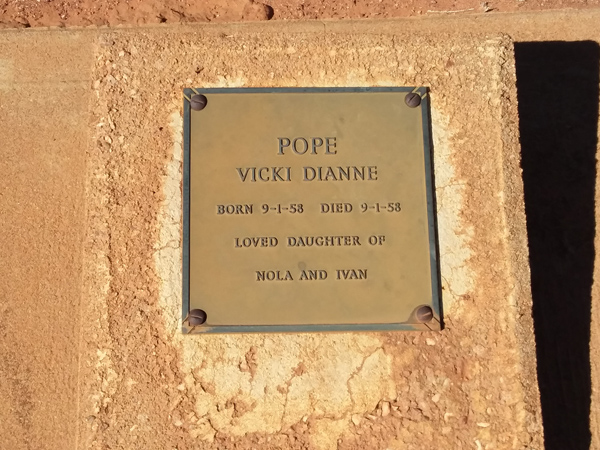 POPE
VICKI DIANNE
BORN 9-1-58 DIED 9-1-58
LOVED DAUGHTER OF
NOLA AND IVAN